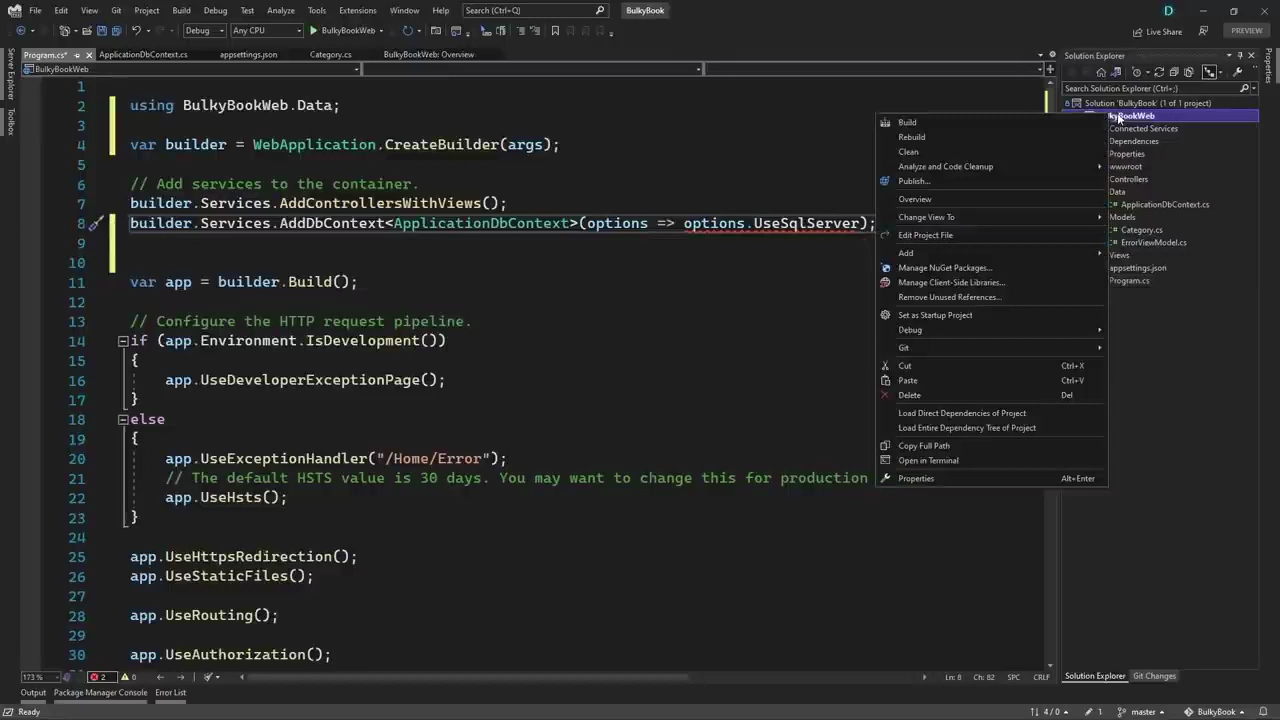 File Edit View Git Project Build Debug Test Analyze Tools Extensions Window Help Search (Ctrl+Q) BulkyBook D
Debug Any CPU BulkyBookWeb Live Share PREVIEW
Program.cs* ApplicationDbContext.cs appsettings.json Category.cs BulkyBookWeb: Overview
BulkyBookWeb
Server Explorer
Toolbox
1
2 using BulkyBookWeb.Data;
3
4 var builder = WebApplication.CreateBuilder(args);
5
6 // Add services to the container.
7 builder.Services.AddControllersWithViews();
8 builder.Services.AddDbContext<ApplicationDbContext>(options => options.UseSqlServer);
9
10
11 var app = builder.Build();
12
13 // Configure the HTTP request pipeline.
14 if (app.Environment.IsDevelopment())
15 {
16 app.UseDeveloperExceptionPage();
17 }
18 else
19 {
20 app.UseExceptionHandler("/Home/Error");
21 // The default HSTS value is 30 days. You may want to change this for production
22 app.UseHsts();
23 }
24
25 app.UseHttpsRedirection();
26 app.UseStaticFiles();
27
28 app.UseRouting();
29
30 app.UseAuthorization();
Build
Rebuild
Clean
Analyze and Code Cleanup
Publish...
Overview
Change View To
Edit Project File
Add
Manage NuGet Packages...
Manage Client-Side Libraries...
Remove Unused References...
Set as Startup Project
Debug
Git
Cut Ctrl+X
Paste Ctrl+V
Delete Del
Load Direct Dependencies of Project
Load Entire Dependency Tree of Project
Copy Full Path
Open in Terminal
Properties Alt+Enter
Solution Explorer
Search Solution Explorer (Ctrl+;)
Solution 'BulkyBook' (1 of 1 project)
kyBookWeb
Connected Services
Dependencies
Properties
wwwroot
Controllers
Data
ApplicationDbContext.cs
Models
Category.cs
ErrorViewModel.cs
Views
appsettings.json
Program.cs
Properties
Solution Explorer Git Changes
173 % 2 0 Ln: 8 Ch: 82 SPC CRLF
Output Package Manager Console Error List
Ready 4 / 0 1 master BulkyBook